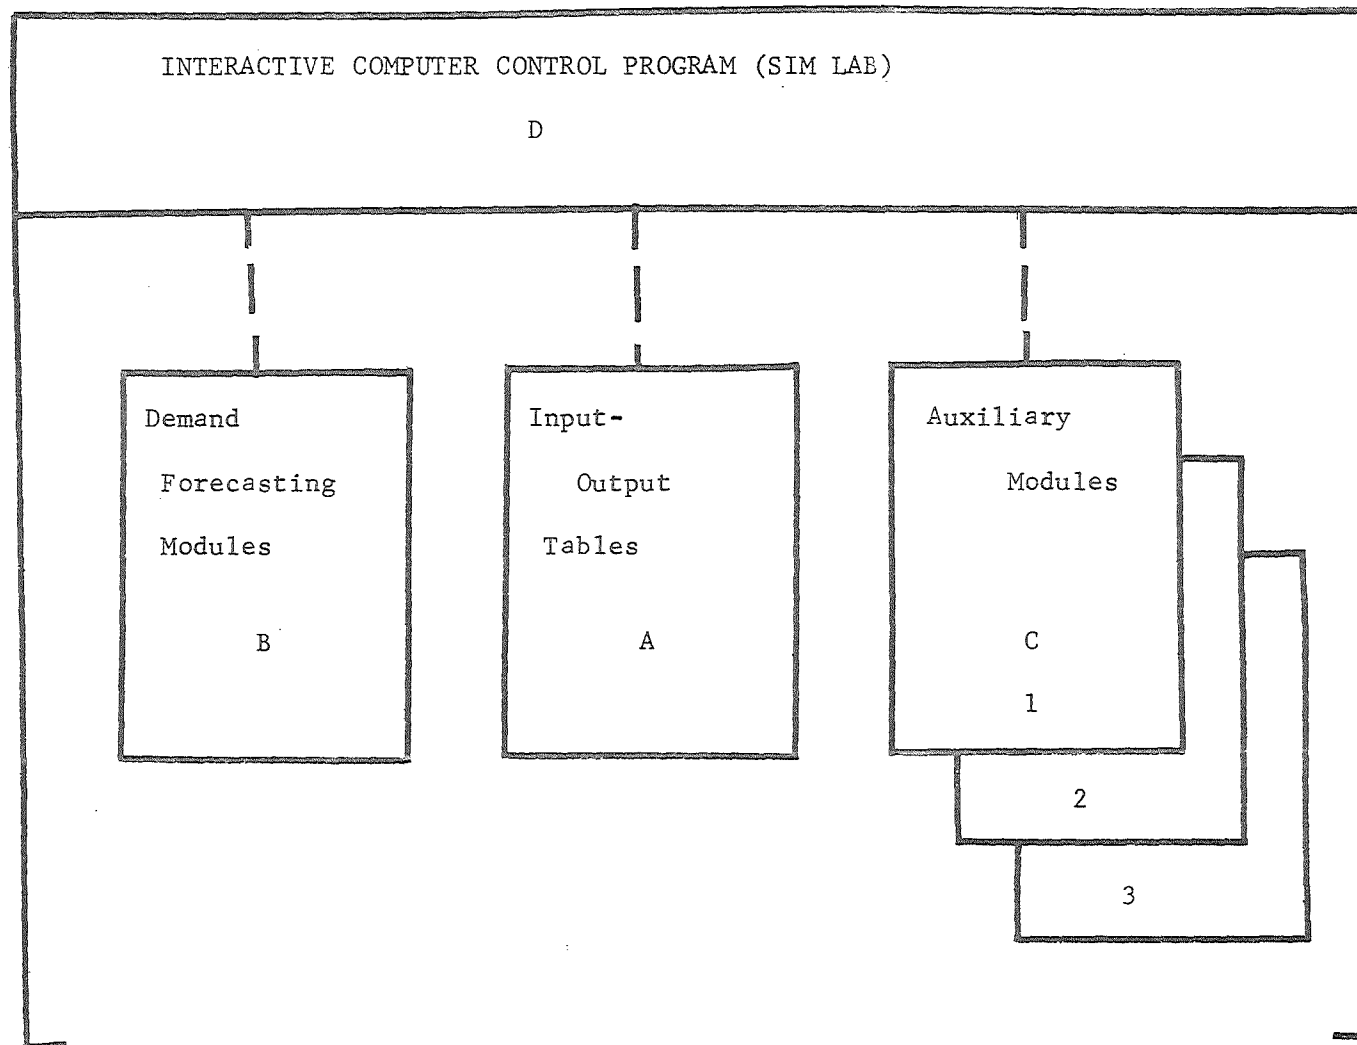 INTERACTIVE COMPUTER CONTROL PROGRAM (SIM LAB)
D
Demand
Forecasting
Modules
B
Input-
Output
Tables
A
Auxiliary
Modules
C
1
2
3